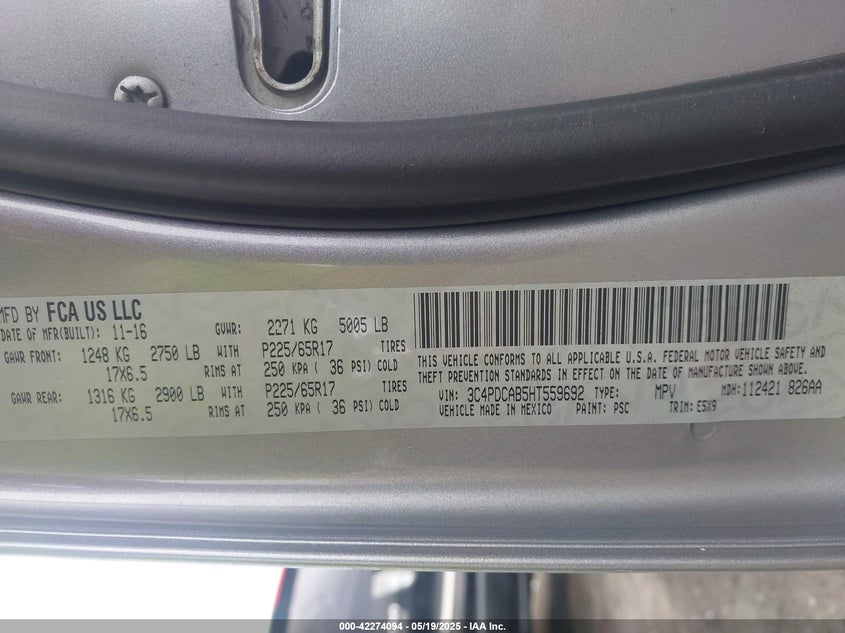 MFD BY FCA US LLC
DATE OF MFR(BUILT): 11-16 GVWR: 2271 KG 5005 LB
GAWR FRONT: 1248 KG 2750 LB WITH P225/65R17 TIRES
17X6.5 RIMS AT 250 KPA ( 36 PSI) COLD
GAWR REAR: 1316 KG 2900 LB WITH P225/65R17 TIRES
17X6.5 RIMS AT 250 KPA ( 36 PSI) COLD
THIS VEHICLE CONFORMS TO ALL APPLICABLE U.S.A. FEDERAL MOTOR VEHICLE SAFETY AND
THEFT PREVENTION STANDARDS IN EFFECT ON THE DATE OF MANUFACTURE SHOWN ABOVE.
VIN: 3C4PDCAB5HT559692 TYPE: MPV MDH: 112421 826AA
VEHICLE MADE IN MEXICO PAINT: PSC TRIM: E5X9
000-42274094 - 05/19/2025 - IAA Inc.